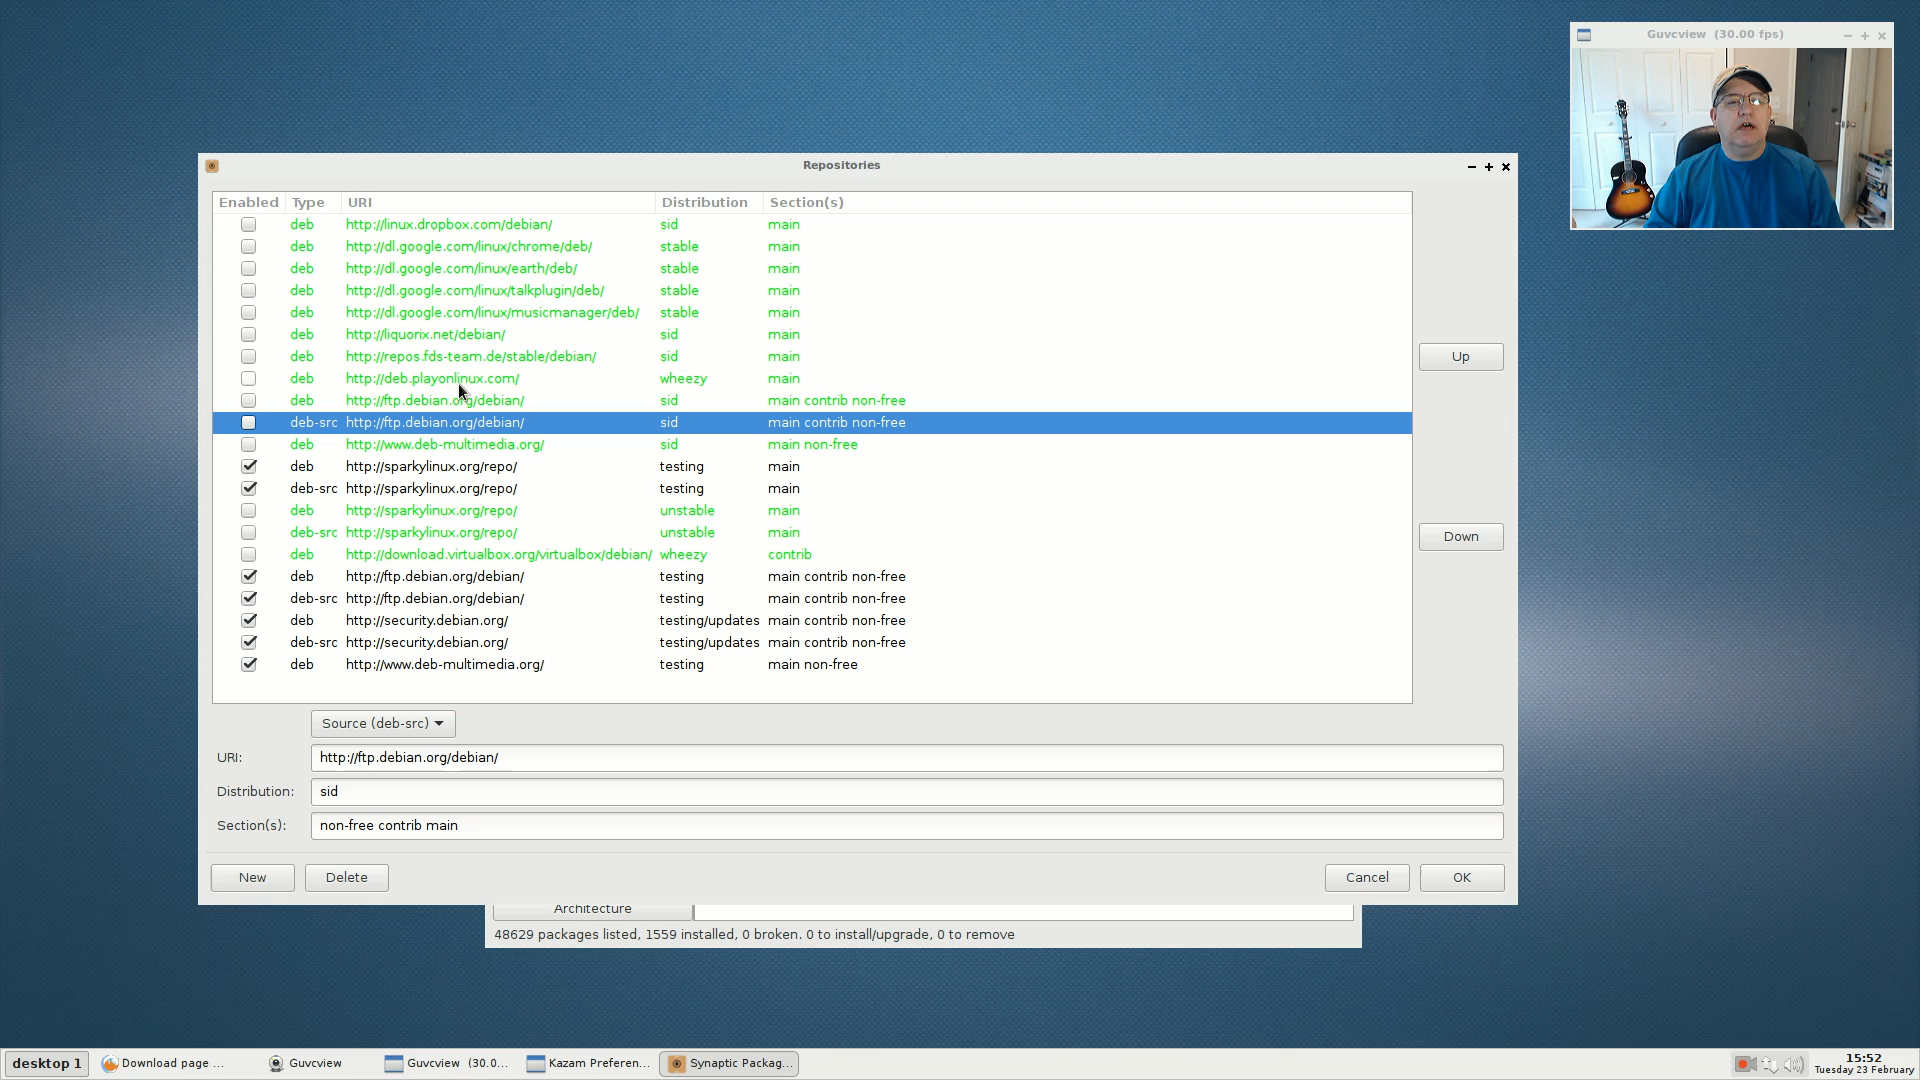 Guvcview (30.00 fps)
Repositories
Enabled Type URI Distribution Section(s)
deb http://linux.dropbox.com/debian/ sid main
deb http://dl.google.com/linux/chrome/deb/ stable main
deb http://dl.google.com/linux/earth/deb/ stable main
deb http://dl.google.com/linux/talkplugin/deb/ stable main
deb http://dl.google.com/linux/musicmanager/deb/ stable main
deb http://liquorix.net/debian/ sid main
deb http://repos.fds-team.de/stable/debian/ sid main
deb http://deb.playonlinux.com/ wheezy main
deb http://ftp.debian.org/debian/ sid main contrib non-free
deb-src http://ftp.debian.org/debian/ sid main contrib non-free
deb http://www.deb-multimedia.org/ sid main non-free
deb http://sparkylinux.org/repo/ testing main
deb-src http://sparkylinux.org/repo/ testing main
deb http://sparkylinux.org/repo/ unstable main
deb-src http://sparkylinux.org/repo/ unstable main
deb http://download.virtualbox.org/virtualbox/debian/ wheezy contrib
deb http://ftp.debian.org/debian/ testing main contrib non-free
deb-src http://ftp.debian.org/debian/ testing main contrib non-free
deb http://security.debian.org/ testing/updates main contrib non-free
deb-src http://security.debian.org/ testing/updates main contrib non-free
deb http://www.deb-multimedia.org/ testing main non-free
Up
Down
Source (deb-src)
URI: http://ftp.debian.org/debian/
Distribution: sid
Section(s): non-free contrib main
New Delete Cancel OK
Architecture
48629 packages listed, 1559 installed, 0 broken. 0 to install/upgrade, 0 to remove
desktop 1 Download page ... Guvcview Guvcview (30.0... Kazam Preferen... Synaptic Packag... 15:52
Tuesday 23 February